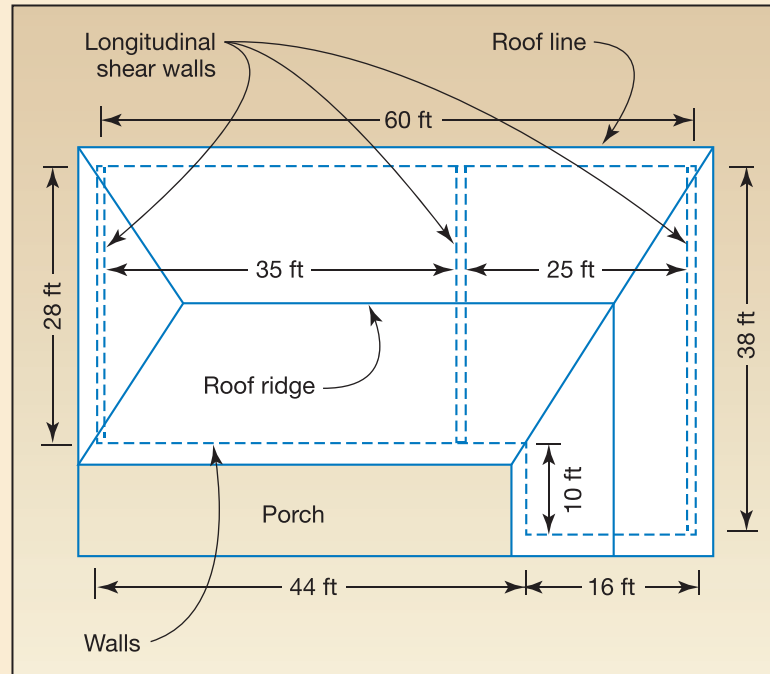 Longitudinal
shear walls
Roof line
60 ft
35 ft
25 ft
28 ft
38 ft
Roof ridge
10 ft
Porch
44 ft
16 ft
Walls